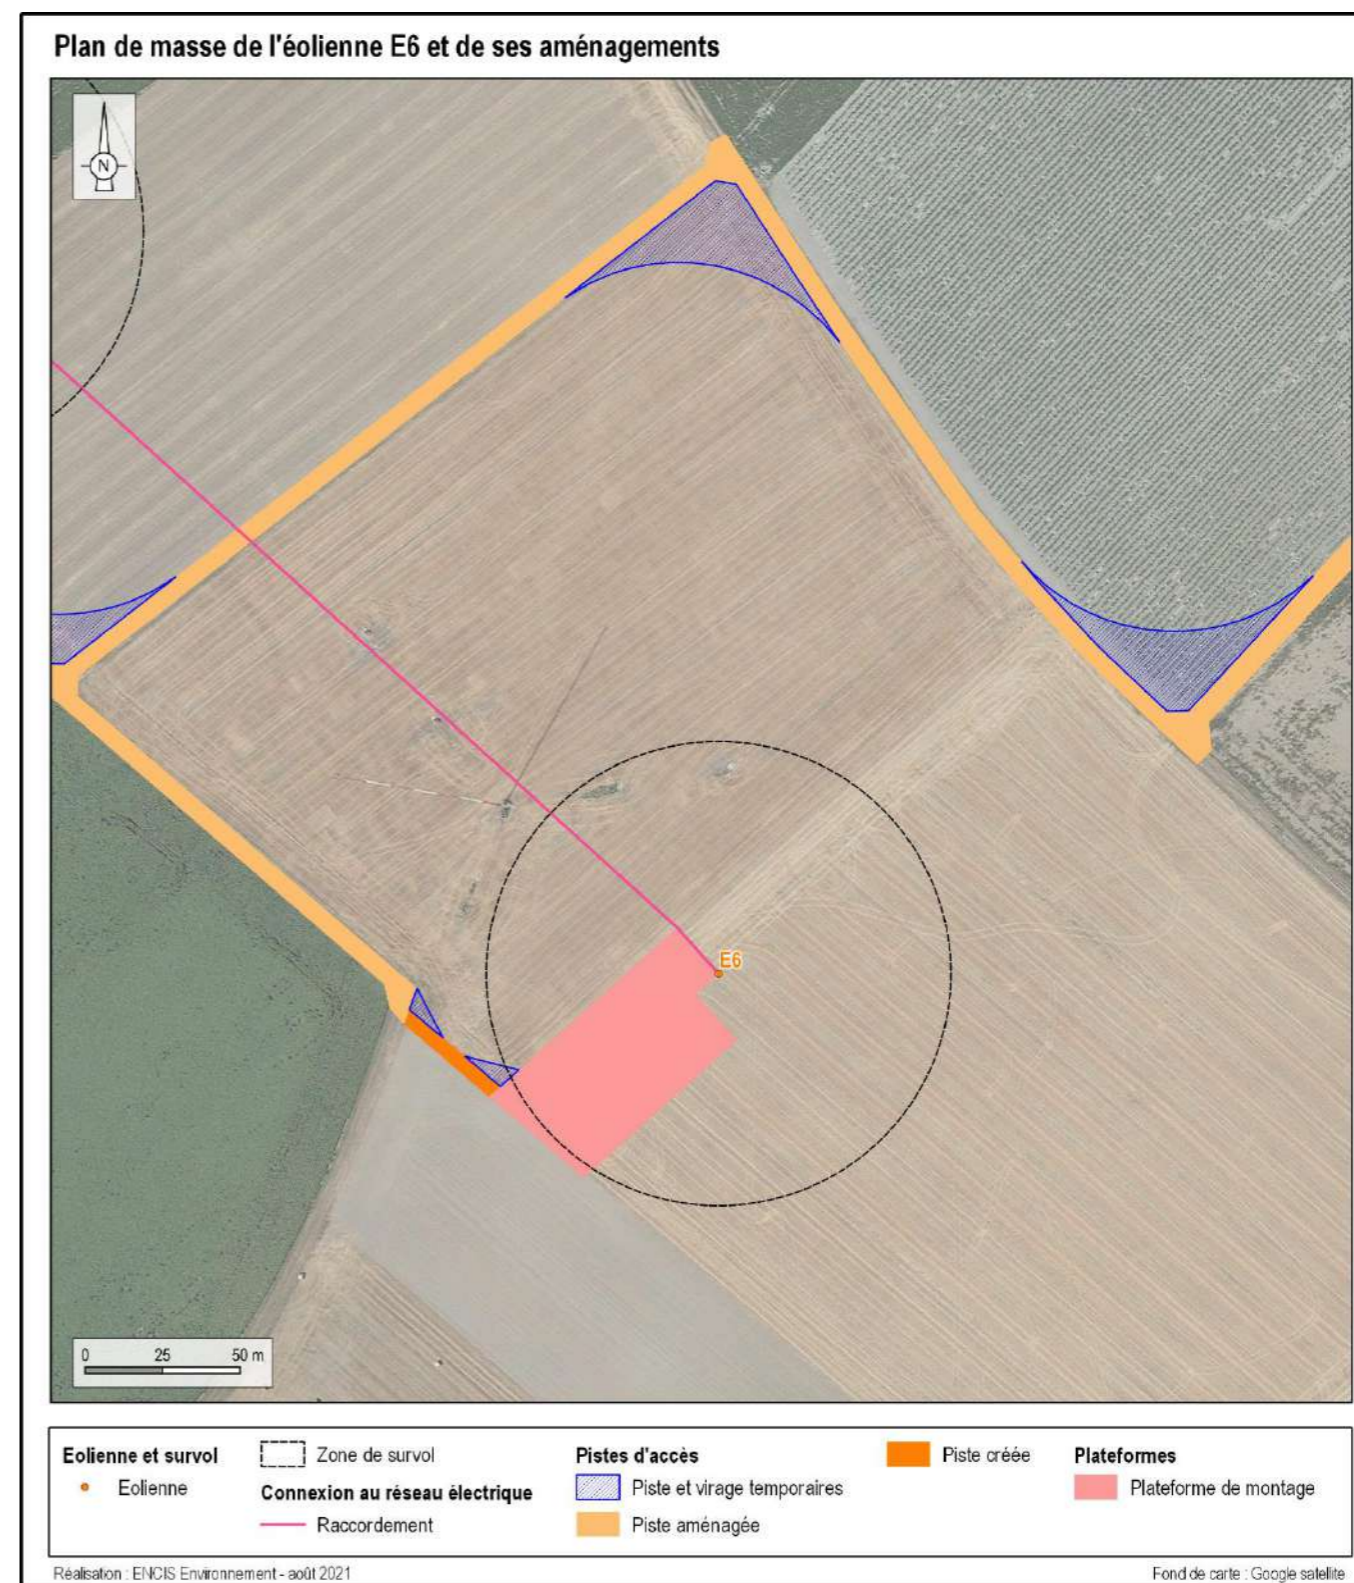 Plan de masse de l'éolienne E6 et de ses aménagements
N
E6
0 25 50 m
Eolienne et survol
Eolienne
Zone de survol
Connexion au réseau électrique
Raccordement
Pistes d'accès
Piste et virage temporaires
Piste aménagée
Piste créée
Plateformes
Plateforme de montage
Réalisation : ENCIS Environnement - août 2021
Fond de carte : Google satellite